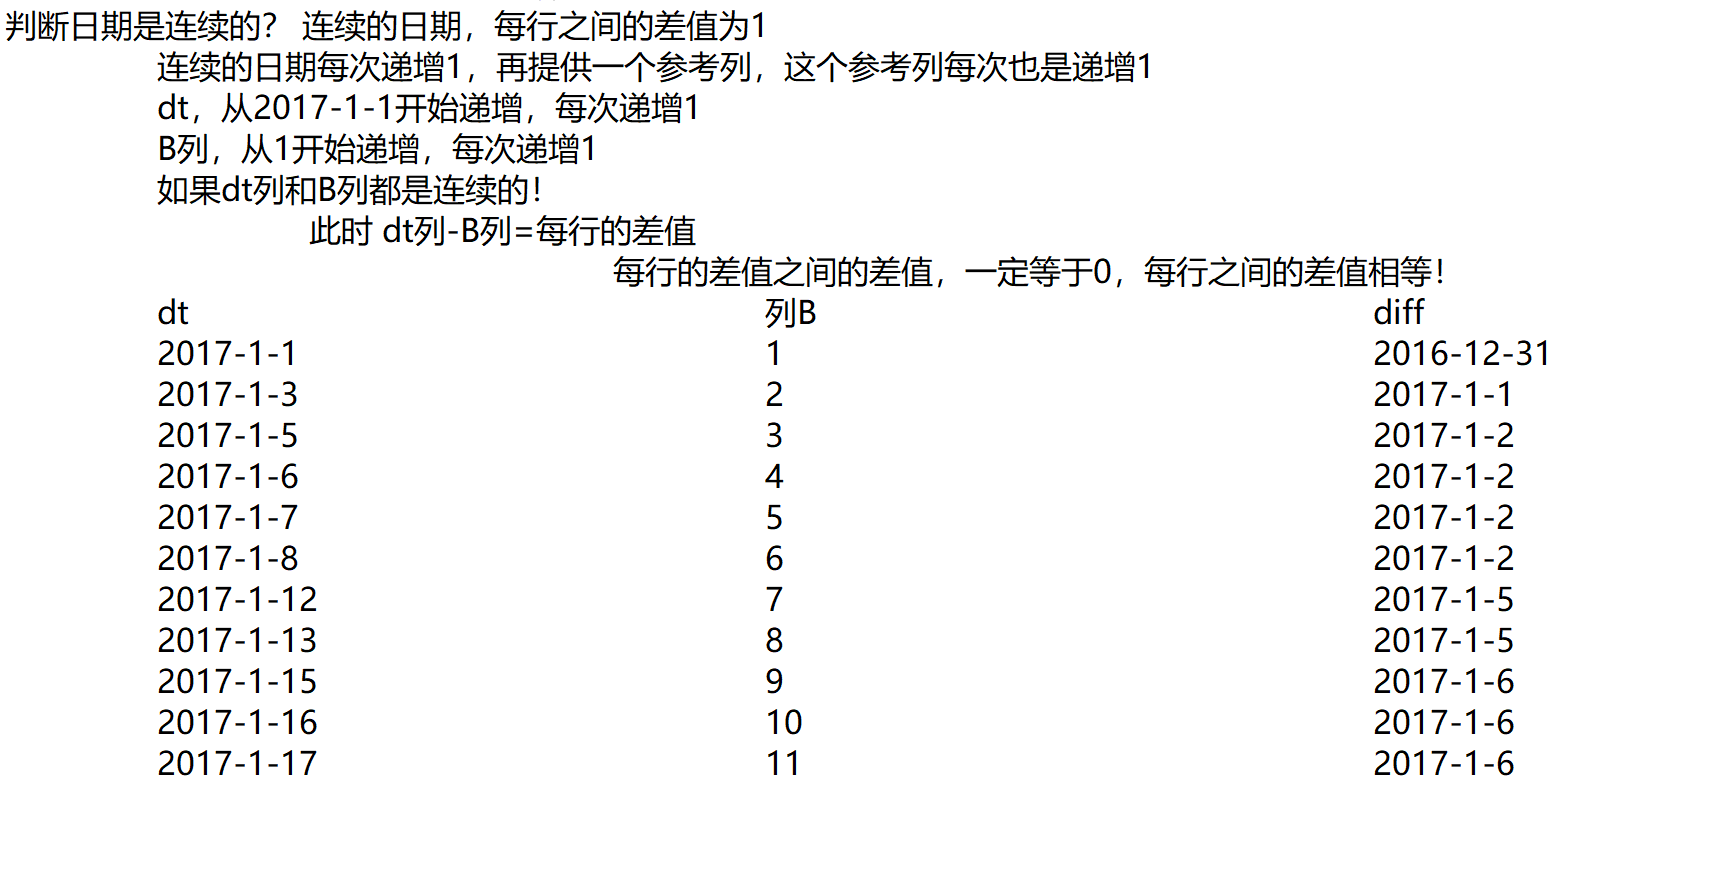 判断日期是连续的？ 连续的日期，每行之间的差值为1
连续的日期每次递增1，再提供一个参考列，这个参考列每次也是递增1
dt，从2017-1-1开始递增，每次递增1
B列，从1开始递增，每次递增1
如果dt列和B列都是连续的！
此时 dt列-B列=每行的差值
每行的差值之间的差值，一定等于0，每行之间的差值相等！
dt 列B diff
2017-1-1 1 2016-12-31
2017-1-3 2 2017-1-1
2017-1-5 3 2017-1-2
2017-1-6 4 2017-1-2
2017-1-7 5 2017-1-2
2017-1-8 6 2017-1-2
2017-1-12 7 2017-1-5
2017-1-13 8 2017-1-5
2017-1-15 9 2017-1-6
2017-1-16 10 2017-1-6
2017-1-17 11 2017-1-6